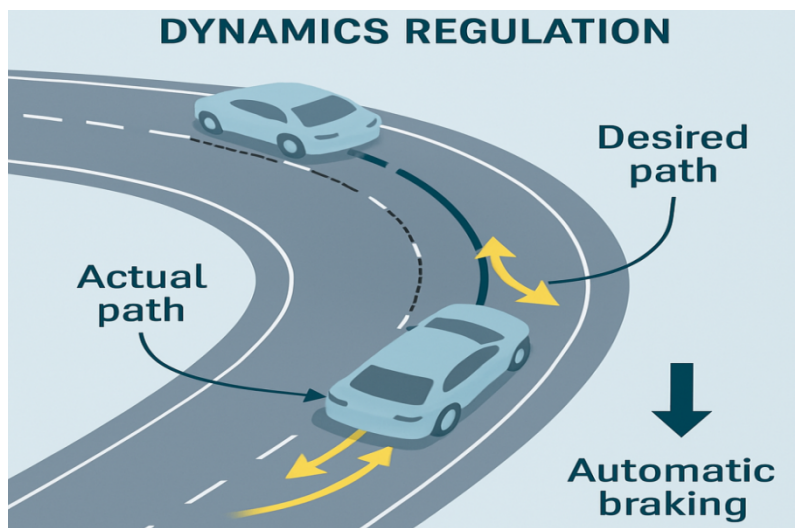 DYNAMICS REGULATION
Desired
path
Actual
path
Automatic
braking